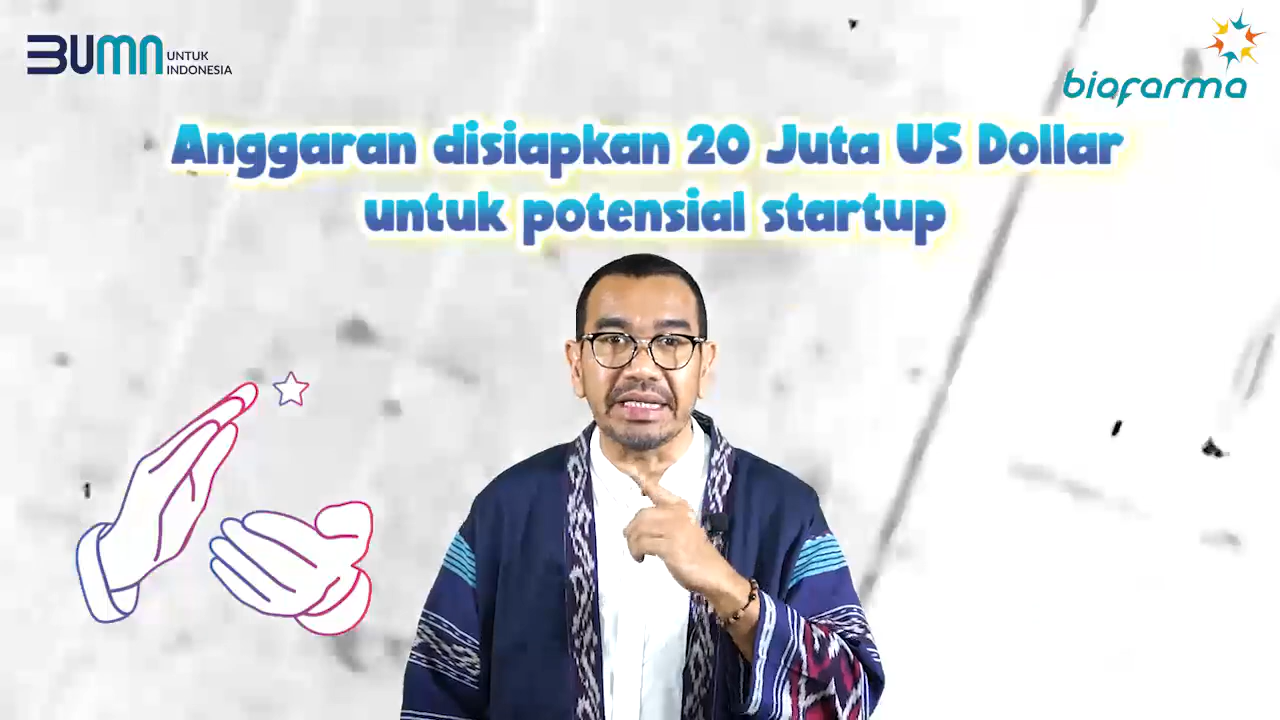 BUMN
UNTUK
INDONESIA
biofarma
Anggaran disiapkan 20 Juta US Dollar
untuk potensial startup